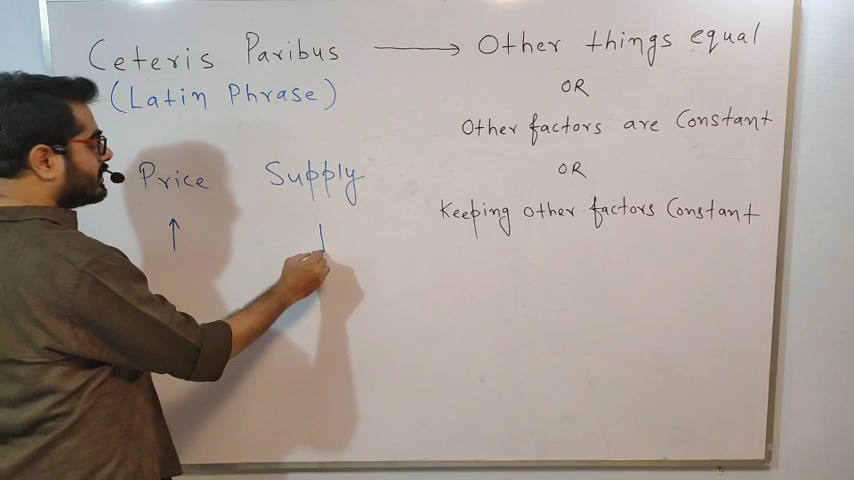 Ceteris Paribus → Other things equal
(Latin Phrase)
OR
Other factors are Constant
OR
Price Supply
↑
Keeping other factors Constant